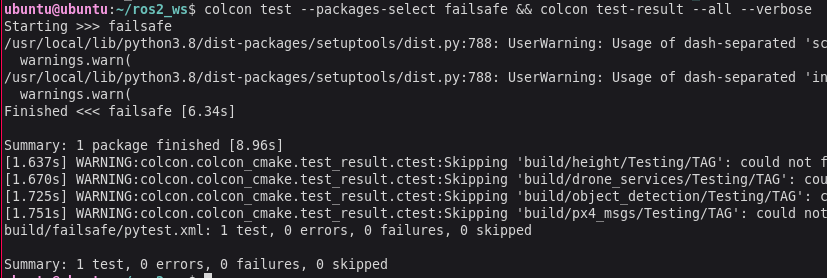 ubuntu@ubuntu:~/ros2_ws$ colcon test --packages-select failsafe && colcon test-result --all --verbose
Starting >>> failsafe
/usr/local/lib/python3.8/dist-packages/setuptools/dist.py:788: UserWarning: Usage of dash-separated 'sc
  warnings.warn(
/usr/local/lib/python3.8/dist-packages/setuptools/dist.py:788: UserWarning: Usage of dash-separated 'in
  warnings.warn(
Finished <<< failsafe [6.34s]

Summary: 1 package finished [8.96s]
[1.637s] WARNING:colcon.colcon_cmake.test_result.ctest:Skipping 'build/height/Testing/TAG': could not f
[1.670s] WARNING:colcon.colcon_cmake.test_result.ctest:Skipping 'build/drone_services/Testing/TAG': cou
[1.725s] WARNING:colcon.colcon_cmake.test_result.ctest:Skipping 'build/object_detection/Testing/TAG': c
[1.751s] WARNING:colcon.colcon_cmake.test_result.ctest:Skipping 'build/px4_msgs/Testing/TAG': could not
build/failsafe/pytest.xml: 1 test, 0 errors, 0 failures, 0 skipped

Summary: 1 test, 0 errors, 0 failures, 0 skipped